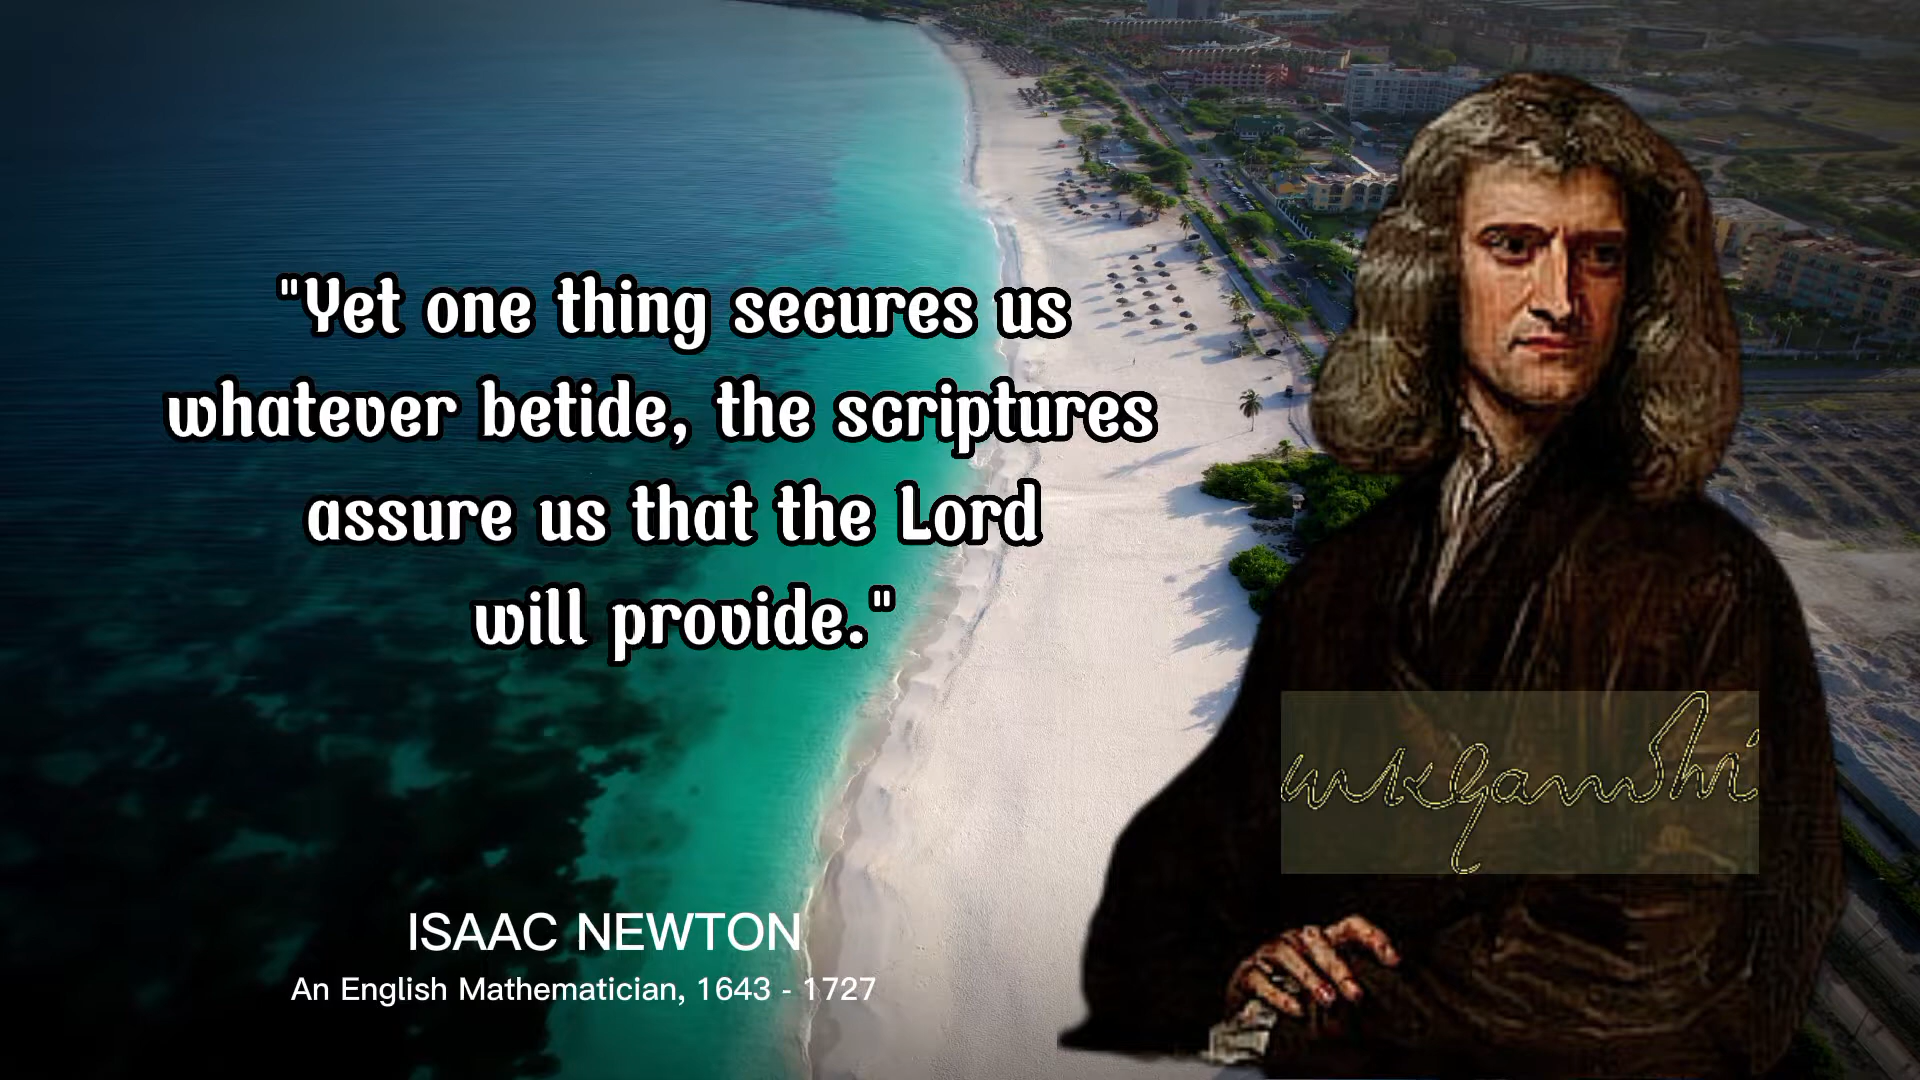 "Yet one thing secures us
whatever betide, the scriptures
assure us that the Lord
will provide."
mkgandhi
ISAAC NEWTON
An English Mathematician, 1643 - 1727